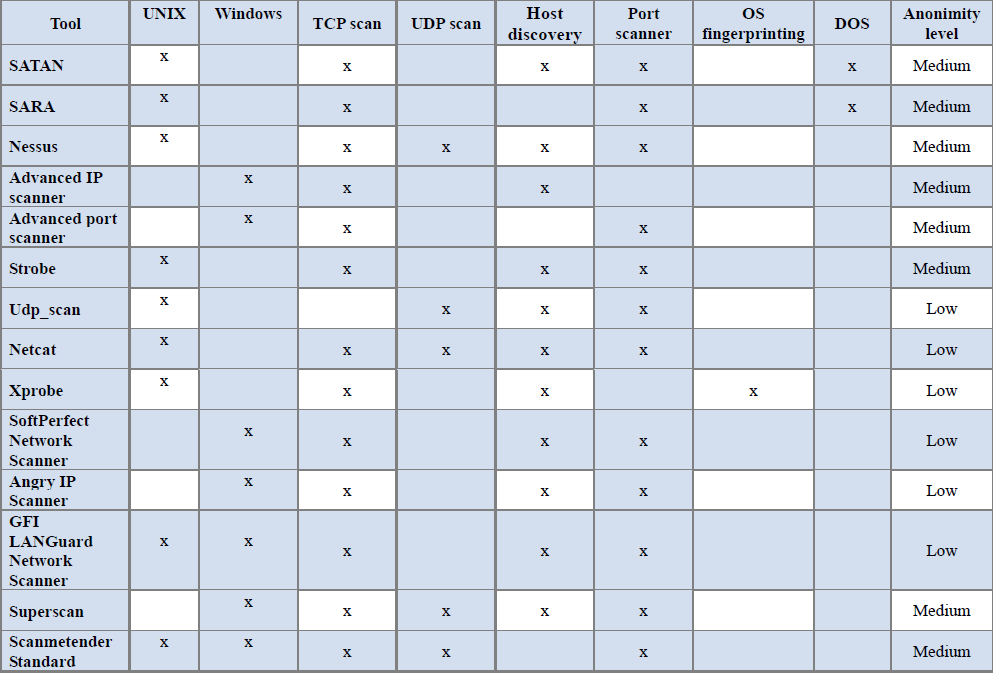 Tool UNIX Windows TCP scan UDP scan Host discovery Port scanner OS fingerprinting DOS Anonimity level
SATAN x x x x x Medium
SARA x x x x Medium
Nessus x x x x x Medium
Advanced IP scanner x x x Medium
Advanced port scanner x x x Medium
Strobe x x x x Medium
Udp_scan x x x x Low
Netcat x x x x x Low
Xprobe x x x x Low
SoftPerfect Network Scanner x x x x Low
Angry IP Scanner x x x x Low
GFI LANGuard Network Scanner x x x x x Low
Superscan x x x x x Medium
Scanmetender Standard x x x x x Medium